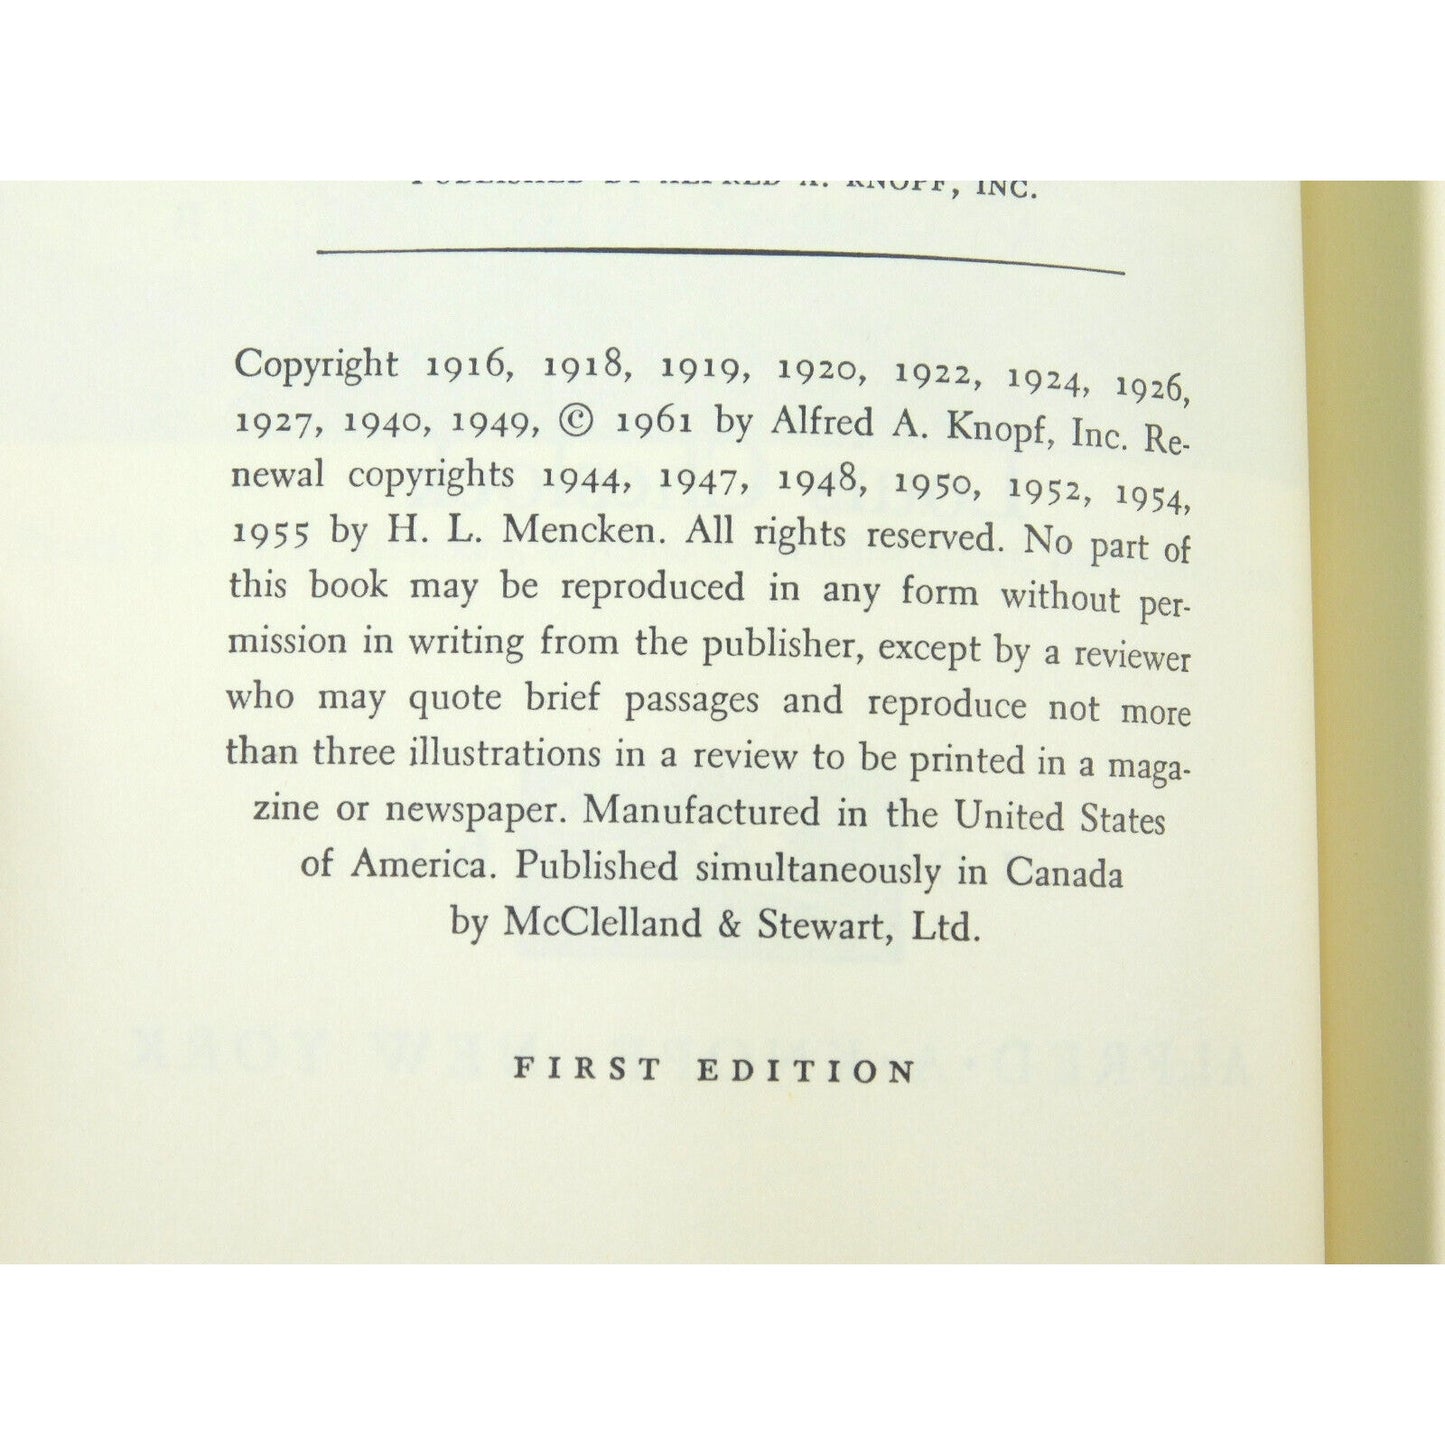 PUBLISHED BY ALFRED A. KNOPF, INC.
Copyright 1916, 1918, 1919, 1920, 1922, 1924, 1926,
1927, 1940, 1949, © 1961 by Alfred A. Knopf, Inc. Re-
newal copyrights 1944, 1947, 1948, 1950, 1952, 1954,
1955 by H. L. Mencken. All rights reserved. No part of
this book may be reproduced in any form without per-
mission in writing from the publisher, except by a reviewer
who may quote brief passages and reproduce not more
than three illustrations in a review to be printed in a maga-
zine or newspaper. Manufactured in the United States
of America. Published simultaneously in Canada
by McClelland & Stewart, Ltd.
FIRST EDITION